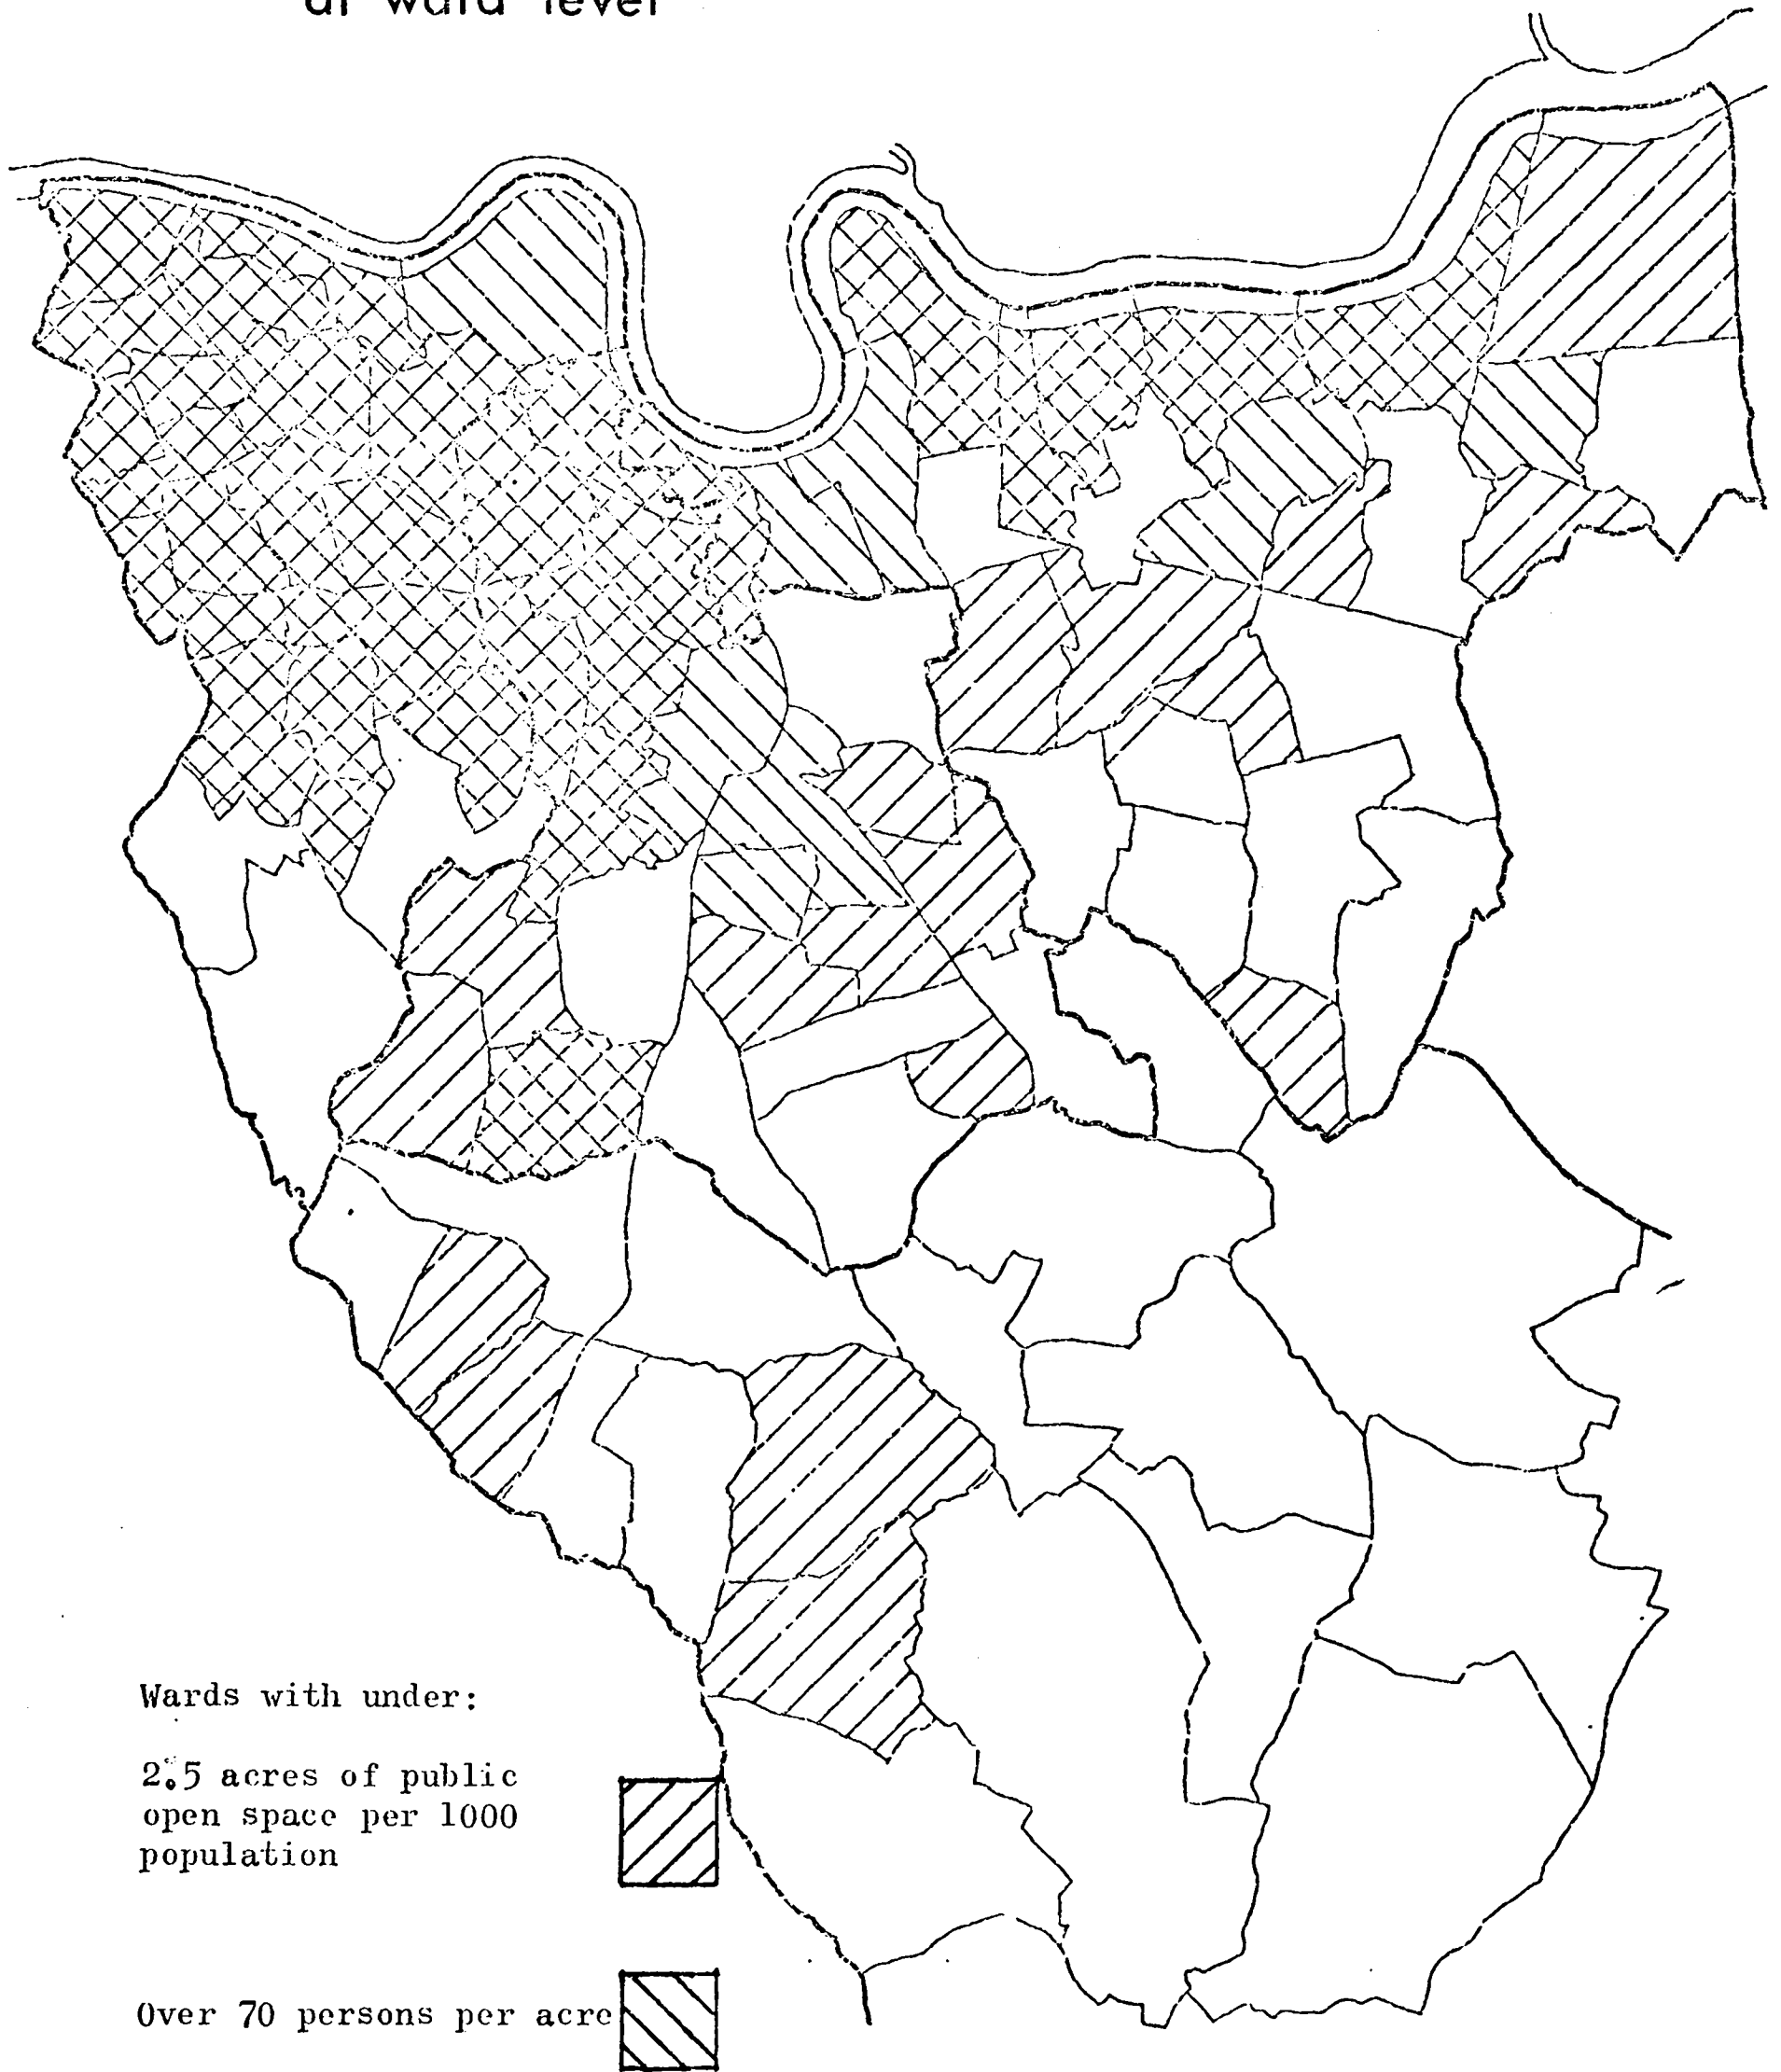 at ward level
Wards with under:
2.5 acres of public
open space per 1000
population
Over 70 persons per acre